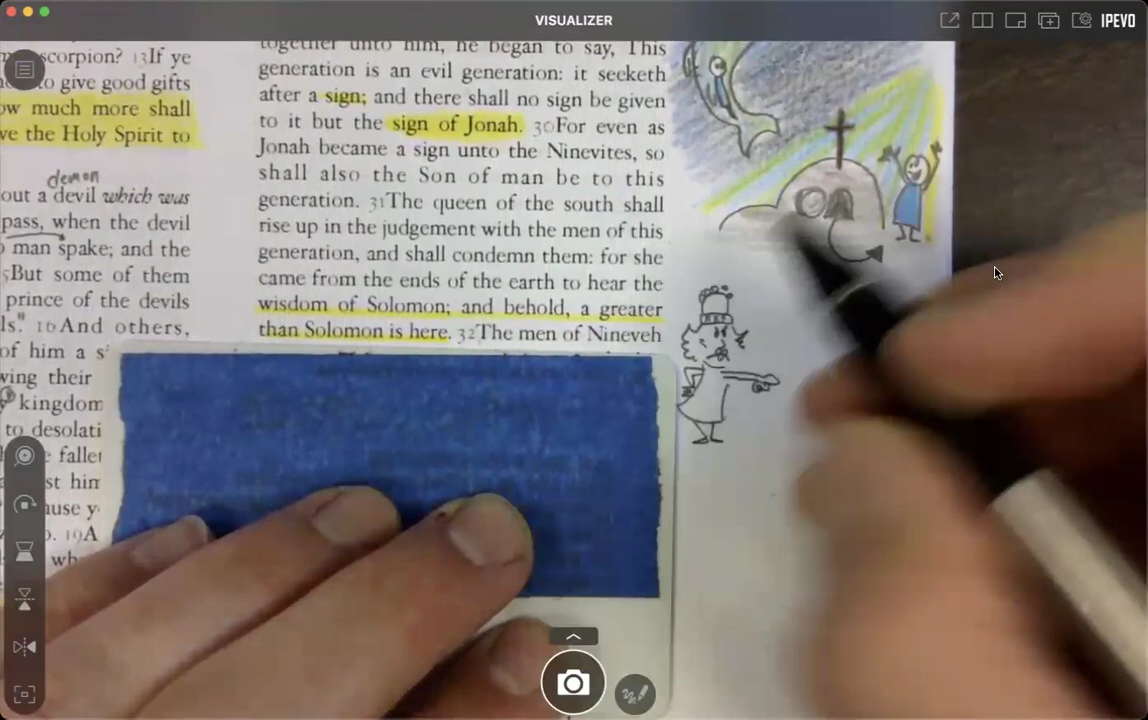 VISUALIZER
IPEVO
scorpion? 13If ye
to give good gifts
ow much more shall
ve the Holy Spirit to
demon
out a devil which was
pass, when the devil
man spake; and the
5But some of them
prince of the devils
ls." 16And others,
of him a s
ving their
kingdom
to desolati
falle
st him
use y
. 19A
wh
together unto him, he began to say, This
generation is an evil generation: it seeketh
after a sign; and there shall no sign be given
to it but the sign of Jonah. 30For even as
Jonah became a sign unto the Ninevites, so
shall also the Son of man be to this
generation. 31The queen of the south shall
rise up in the judgement with the men of this
generation, and shall condemn them: for she
came from the ends of the earth to hear the
wisdom of Solomon; and behold, a greater
than Solomon is here. 32The men of Nineveh